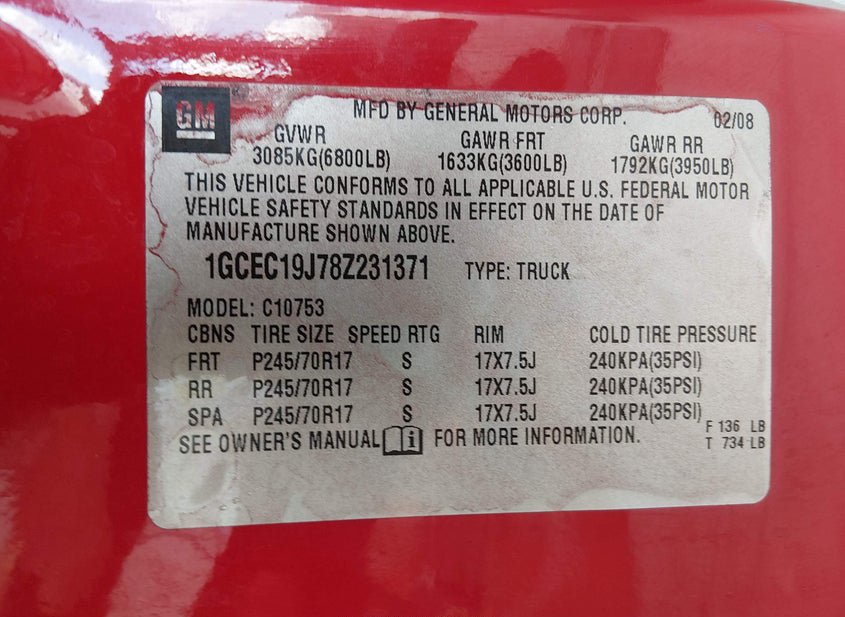 GM
MFD BY GENERAL MOTORS CORP. 02/08
GVWR GAWR FRT GAWR RR
3085KG(6800LB) 1633KG(3600LB) 1792KG(3950LB)
THIS VEHICLE CONFORMS TO ALL APPLICABLE U.S. FEDERAL MOTOR
VEHICLE SAFETY STANDARDS IN EFFECT ON THE DATE OF
MANUFACTURE SHOWN ABOVE.
1GCEC19J78Z231371 TYPE: TRUCK
MODEL: C10753
CBNS TIRE SIZE SPEED RTG RIM COLD TIRE PRESSURE
FRT P245/70R17 S 17X7.5J 240KPA(35PSI)
RR P245/70R17 S 17X7.5J 240KPA(35PSI)
SPA P245/70R17 S 17X7.5J 240KPA(35PSI)
SEE OWNER'S MANUAL i FOR MORE INFORMATION.
F 136 LB
T 734 LB